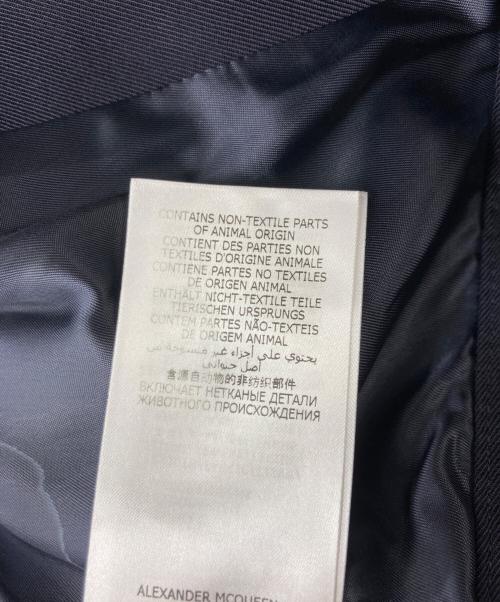 CONTAINS NON-TEXTILE PARTS
OF ANIMAL ORIGIN
CONTIENT DES PARTIES NON
TEXTILES D'ORIGINE ANIMALE
CONTIENE PARTES NO TEXTILES
DE ORIGEN ANIMAL
ENTHÄLT NICHT-TEXTILE TEILE
TIERISCHEN URSPRUNGS
CONTÉM PARTES NÃO-TEXTEIS
DE ORIGEM ANIMAL
يحتوي على أجزاء غير منسوجة من
أصل حيواني
含源自动物的非纺织部件
ВКЛЮЧАЕТ НЕТКАНЫЕ ДЕТАЛИ
ЖИВОТНОГО ПРОИСХОЖДЕНИЯ
ALEXANDER MCQUEEN